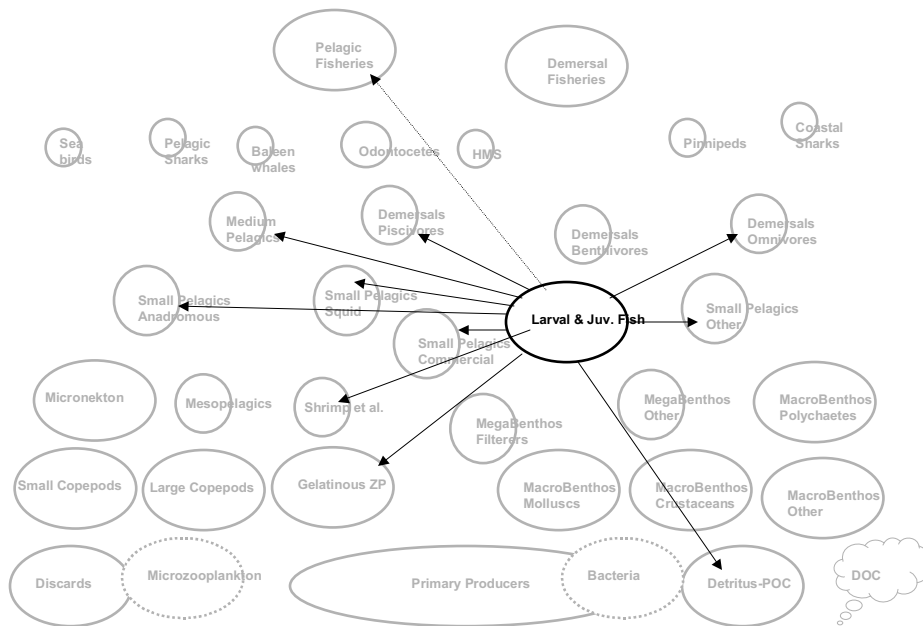 Pelagic
Fisheries
Demersal
Fisheries
Sea
birds
Pelagic
Sharks
Baleen
whales
Odontocetes
HMS
Pinnipeds
Coastal
Sharks
Medium
Pelagics
Demersals
Piscivores
Demersals
Benthivores
Demersals
Omnivores
Small Pelagics
Anadromous
Small Pelagics
Squid
Small Pelagics
Commercial
Larval & Juv. Fish
Small Pelagics
Other
Micronekton
Mesopelagics
Shrimp et al.
MegaBenthos
Filterers
MegaBenthos
Other
MacroBenthos
Polychaetes
Small Copepods
Large Copepods
Gelatinous ZP
MacroBenthos
Molluscs
MacroBenthos
Crustaceans
MacroBenthos
Other
Discards
Microzooplankton
Primary Producers
Bacteria
Detritus-POC
DOC